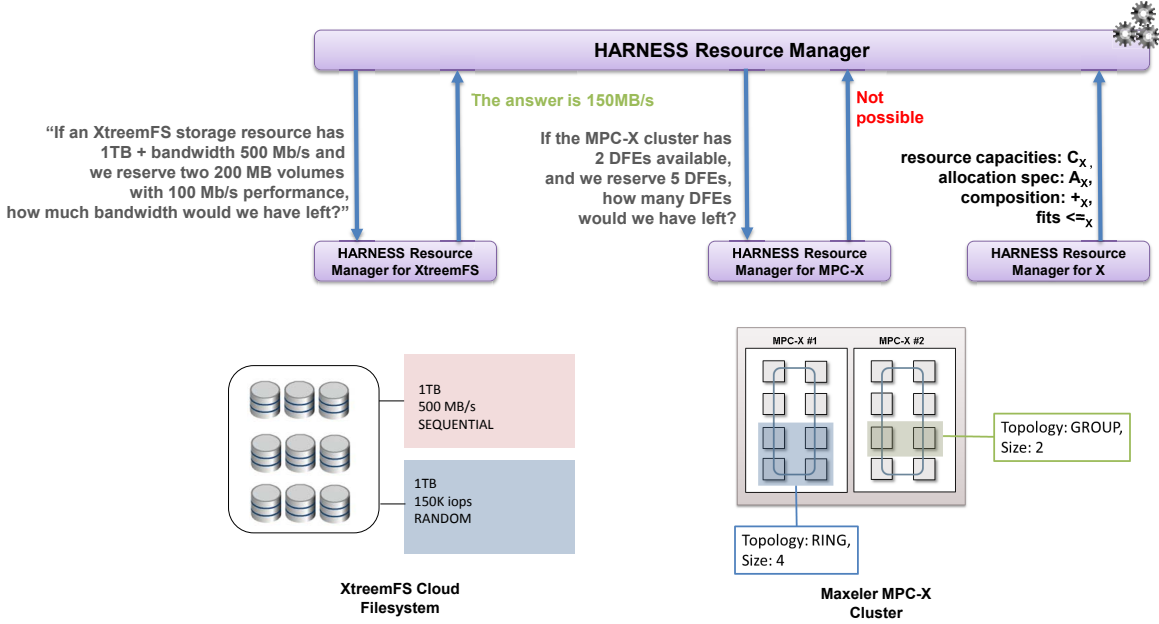 HARNESS Resource Manager
The answer is 150MB/s
Not
possible
“If an XtreemFS storage resource has
1TB + bandwidth 500 Mb/s and
we reserve two 200 MB volumes
with 100 Mb/s performance,
how much bandwidth would we have left?”
If the MPC-X cluster has
2 DFEs available,
and we reserve 5 DFEs,
how many DFEs
would we have left?
resource capacities: CX ,
allocation spec: AX,
composition: +X,
fits <=X
HARNESS Resource
Manager for XtreemFS
HARNESS Resource
Manager for MPC-X
HARNESS Resource
Manager for X
1TB
500 MB/s
SEQUENTIAL
1TB
150K iops
RANDOM
XtreemFS Cloud
Filesystem
MPC-X #1
MPC-X #2
Topology: GROUP,
Size: 2
Topology: RING,
Size: 4
Maxeler MPC-X
Cluster